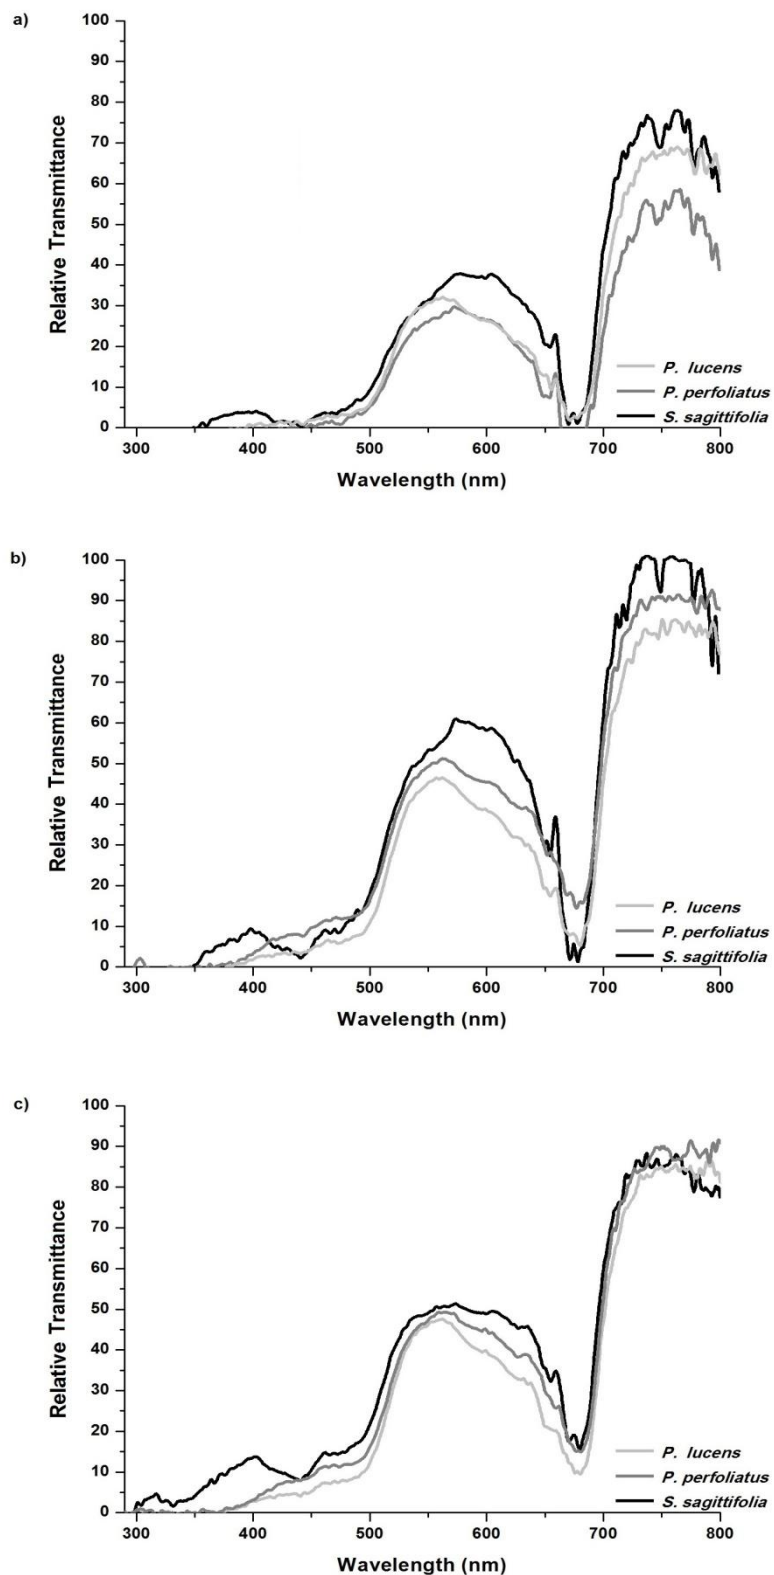 a)
100
90
80
70
60
50
40
30
20
10
0
Relative Transmittance
300 400 500 600 700 800
Wavelength (nm)
P. lucens
P. perfoliatus
S. sagittifolia
b)
100
90
80
70
60
50
40
30
20
10
0
Relative Transmittance
300 400 500 600 700 800
Wavelength (nm)
P. lucens
P. perfoliatus
S. sagittifolia
c)
100
90
80
70
60
50
40
30
20
10
0
Relative Transmittance
300 400 500 600 700 800
Wavelength (nm)
P. lucens
P. perfoliatus
S. sagittifolia